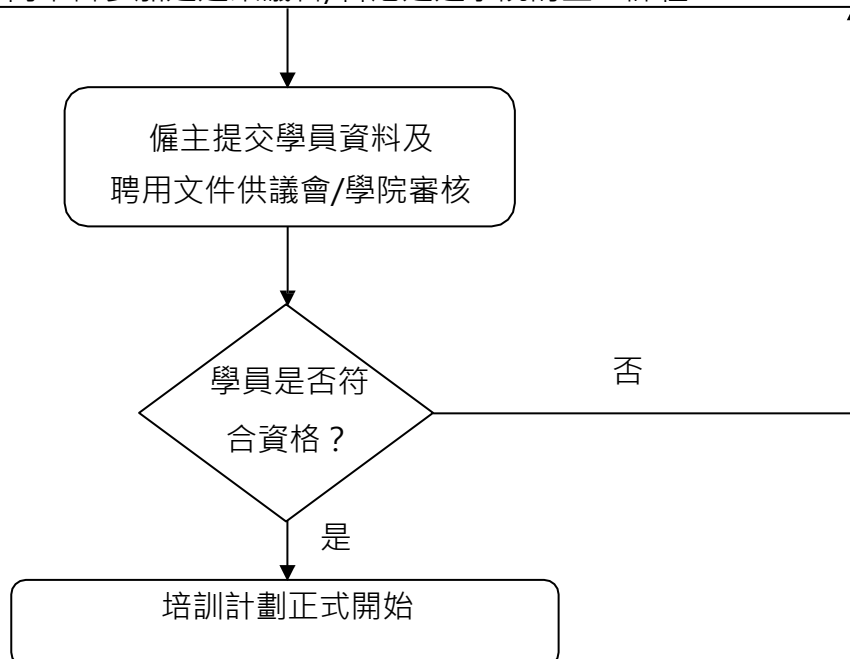 僱主提交學員資料及
聘用文件供議會/學院審核
學員是否符
合資格？
否
是
培訓計劃正式開始